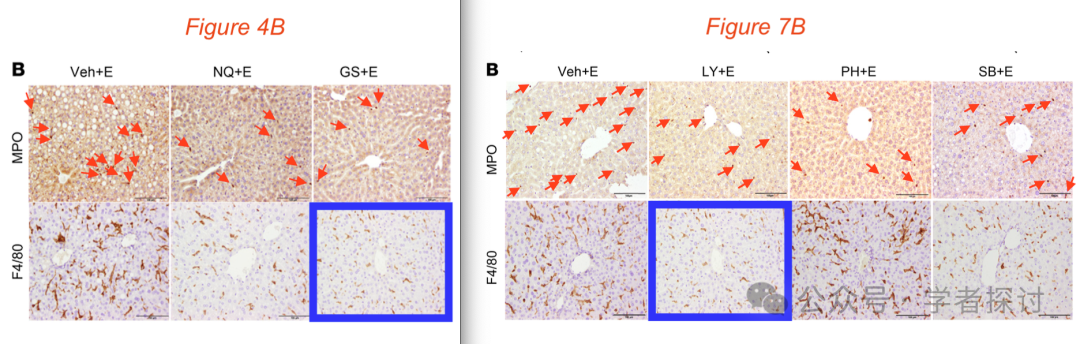 Figure 4B
B
Veh+E NQ+E GS+E
MPO
F4/80
Figure 7B
B
Veh+E LY+E PH+E SB+E
MPO
F4/80
公众号 · 学者探讨